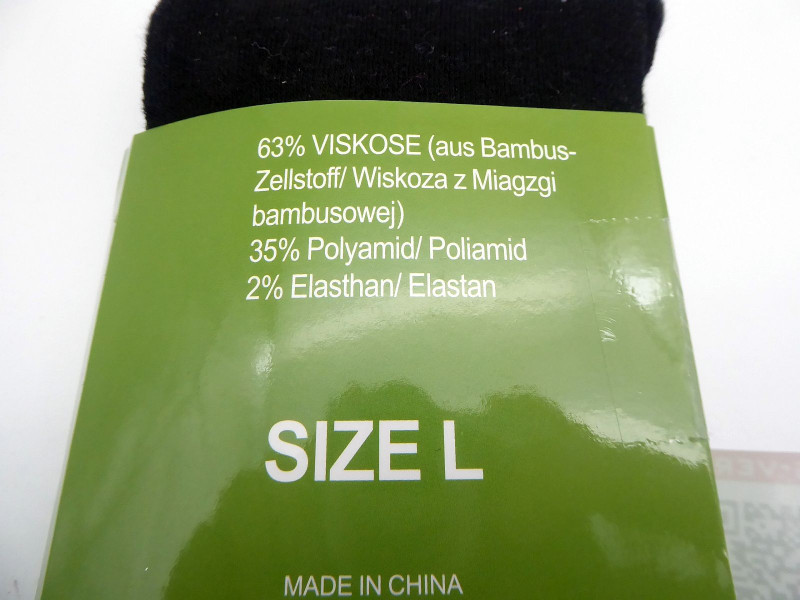 63% VISKOSE (aus Bambus-
Zellstoff/ Wiskoza z Miagzgi
bambusowej)
35% Polyamid/ Poliamid
2% Elasthan/ Elastan
SIZE L
MADE IN CHINA